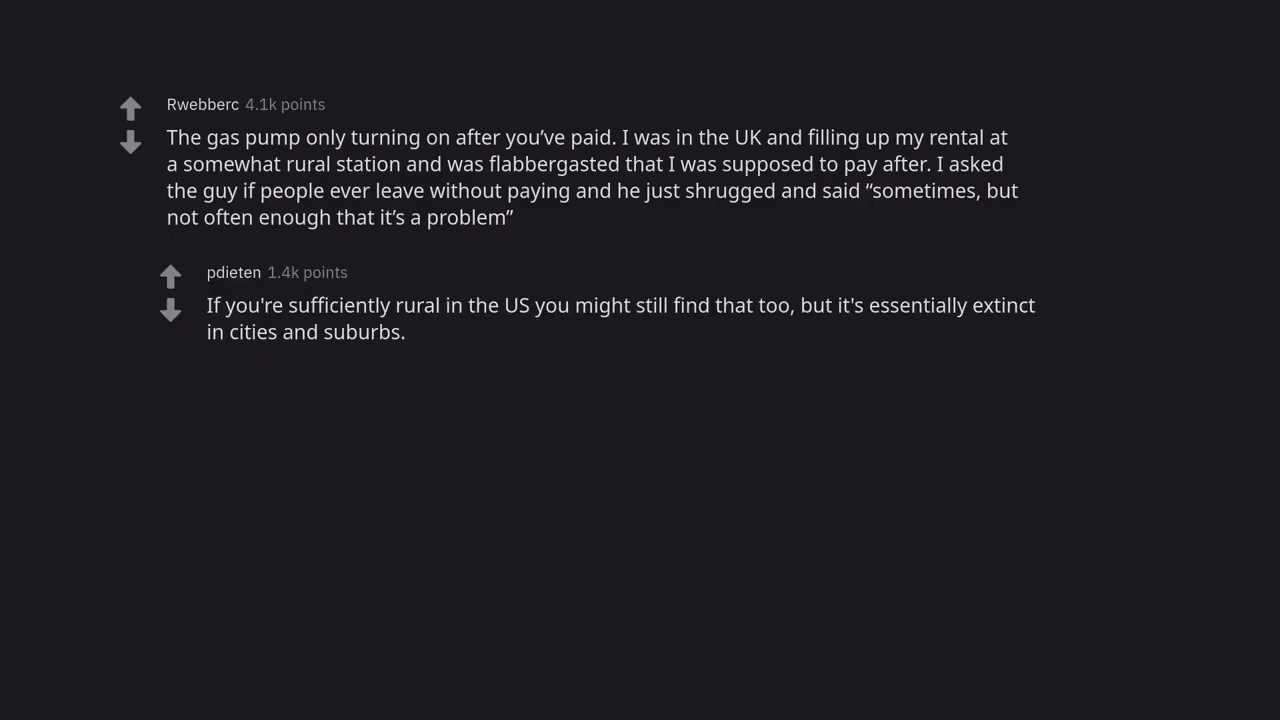 Rwebberc 4.1k points
The gas pump only turning on after you’ve paid. I was in the UK and filling up my rental at
a somewhat rural station and was flabbergasted that I was supposed to pay after. I asked
the guy if people ever leave without paying and he just shrugged and said “sometimes, but
not often enough that it’s a problem”
pdieten 1.4k points
If you're sufficiently rural in the US you might still find that too, but it's essentially extinct
in cities and suburbs.